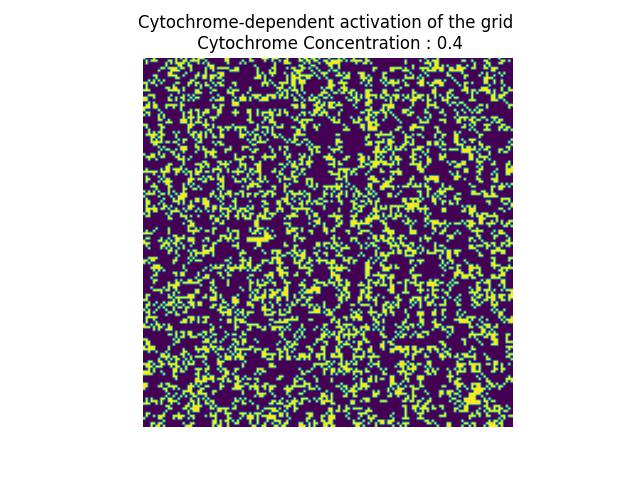 Cytochrome-dependent activation of the grid
Cytochrome Concentration : 0.4